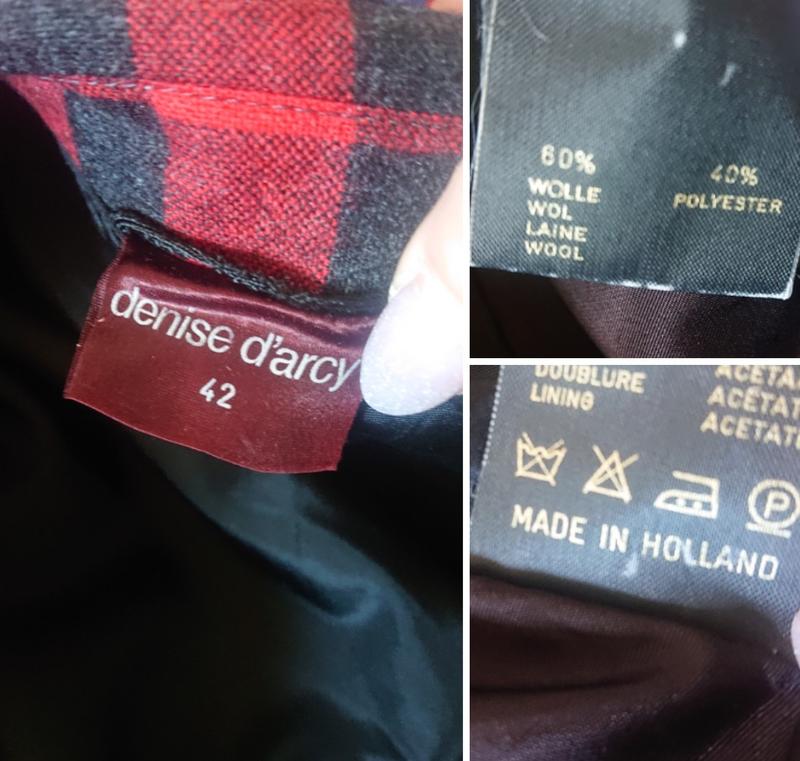 denise d'arcy
42
60%
WOLLE
WOL
LAINE
WOOL
40%
POLYESTER
DOUBLURE
LINING
P
MADE IN HOLLAND